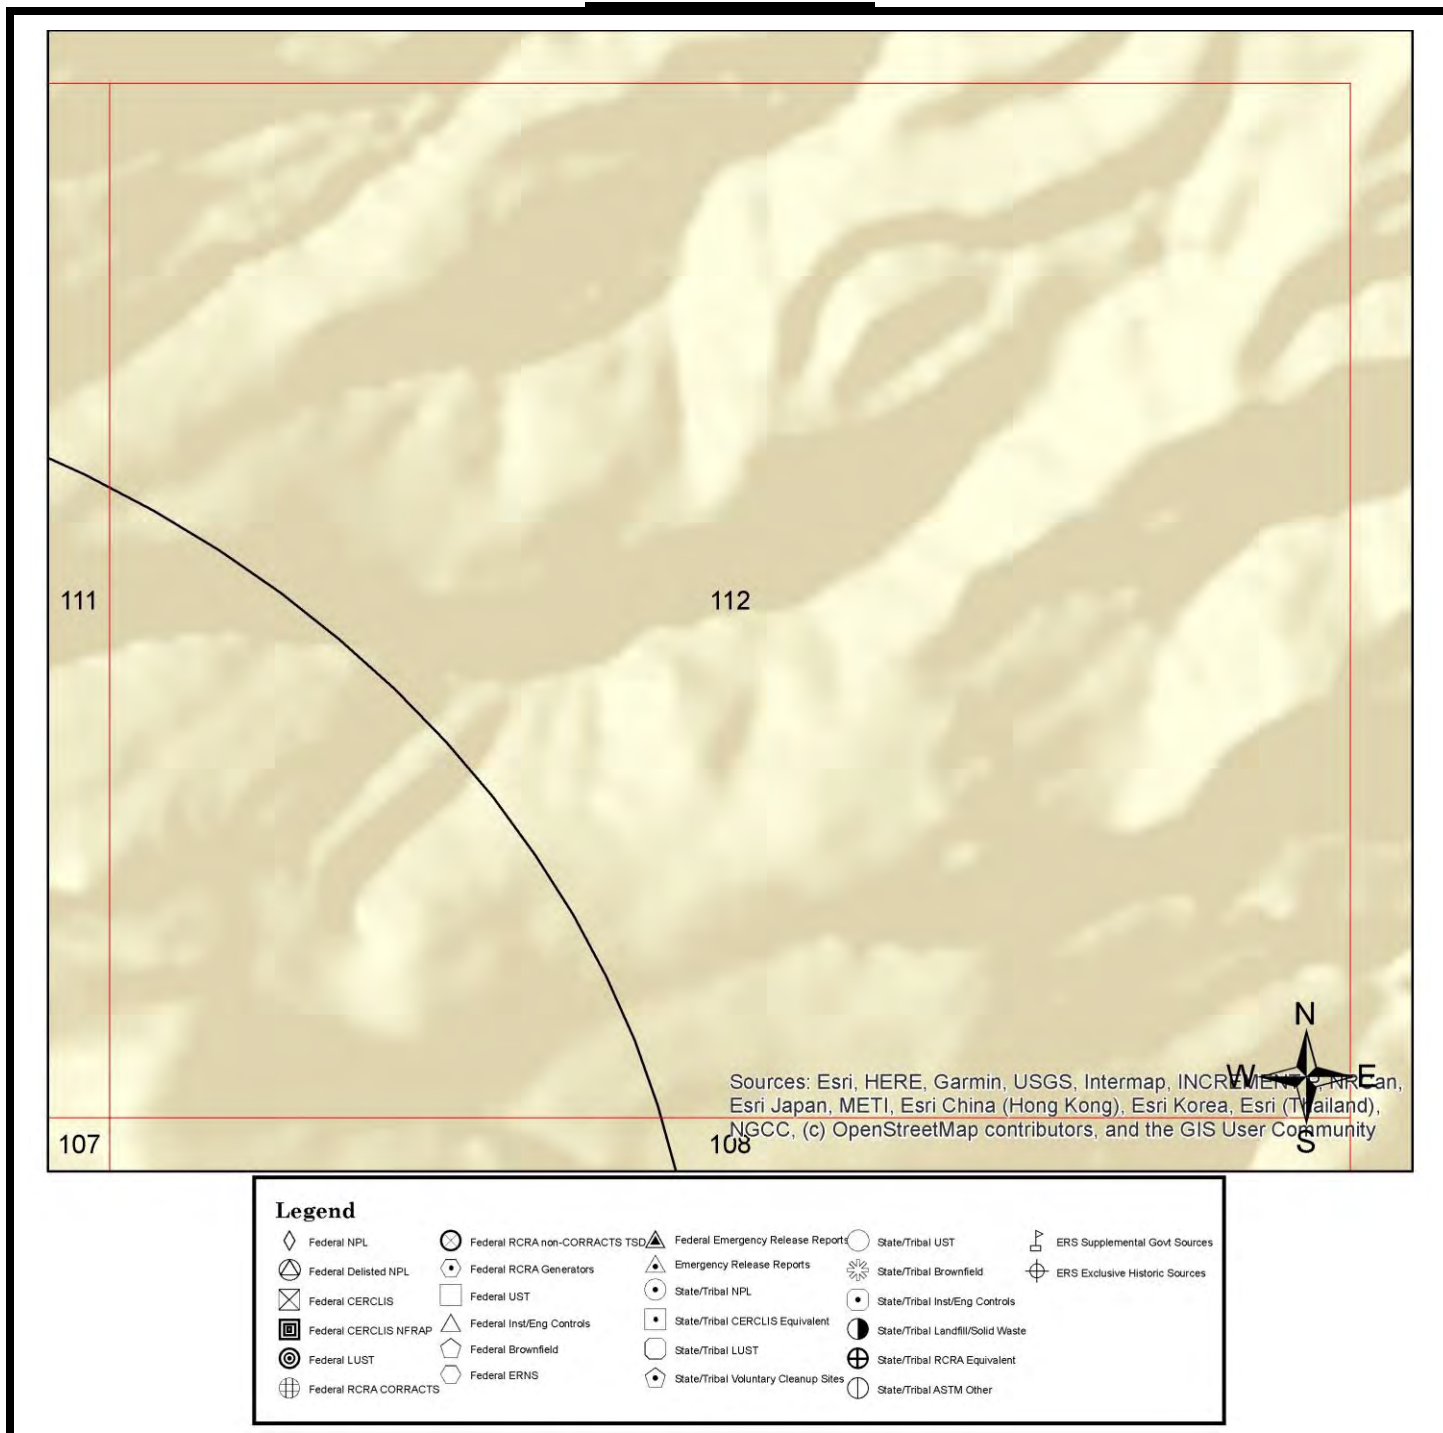 111
112
N
W
E
S
Sources: Esri, HERE, Garmin, USGS, Intermap, INCREMENT P, NRCan,
Esri Japan, METI, Esri China (Hong Kong), Esri Korea, Esri (Thailand),
NGCC, (c) OpenStreetMap contributors, and the GIS User Community
107
108
Legend
Federal NPL
Federal Delisted NPL
Federal CERCLIS
Federal CERCLIS NFRAP
Federal LUST
Federal RCRA CORRACTS
Federal RCRA non-CORRACTS TSD
Federal RCRA Generators
Federal UST
Federal Inst/Eng Controls
Federal Brownfield
Federal ERNS
Federal Emergency Release Reports
Emergency Release Reports
State/Tribal NPL
State/Tribal CERCLIS Equivalent
State/Tribal LUST
State/Tribal Voluntary Cleanup Sites
State/Tribal UST
State/Tribal Brownfield
State/Tribal Inst/Eng Controls
State/Tribal Landfill/Solid Waste
State/Tribal RCRA Equivalent
State/Tribal ASTM Other
ERS Supplemental Govt Sources
ERS Exclusive Historic Sources